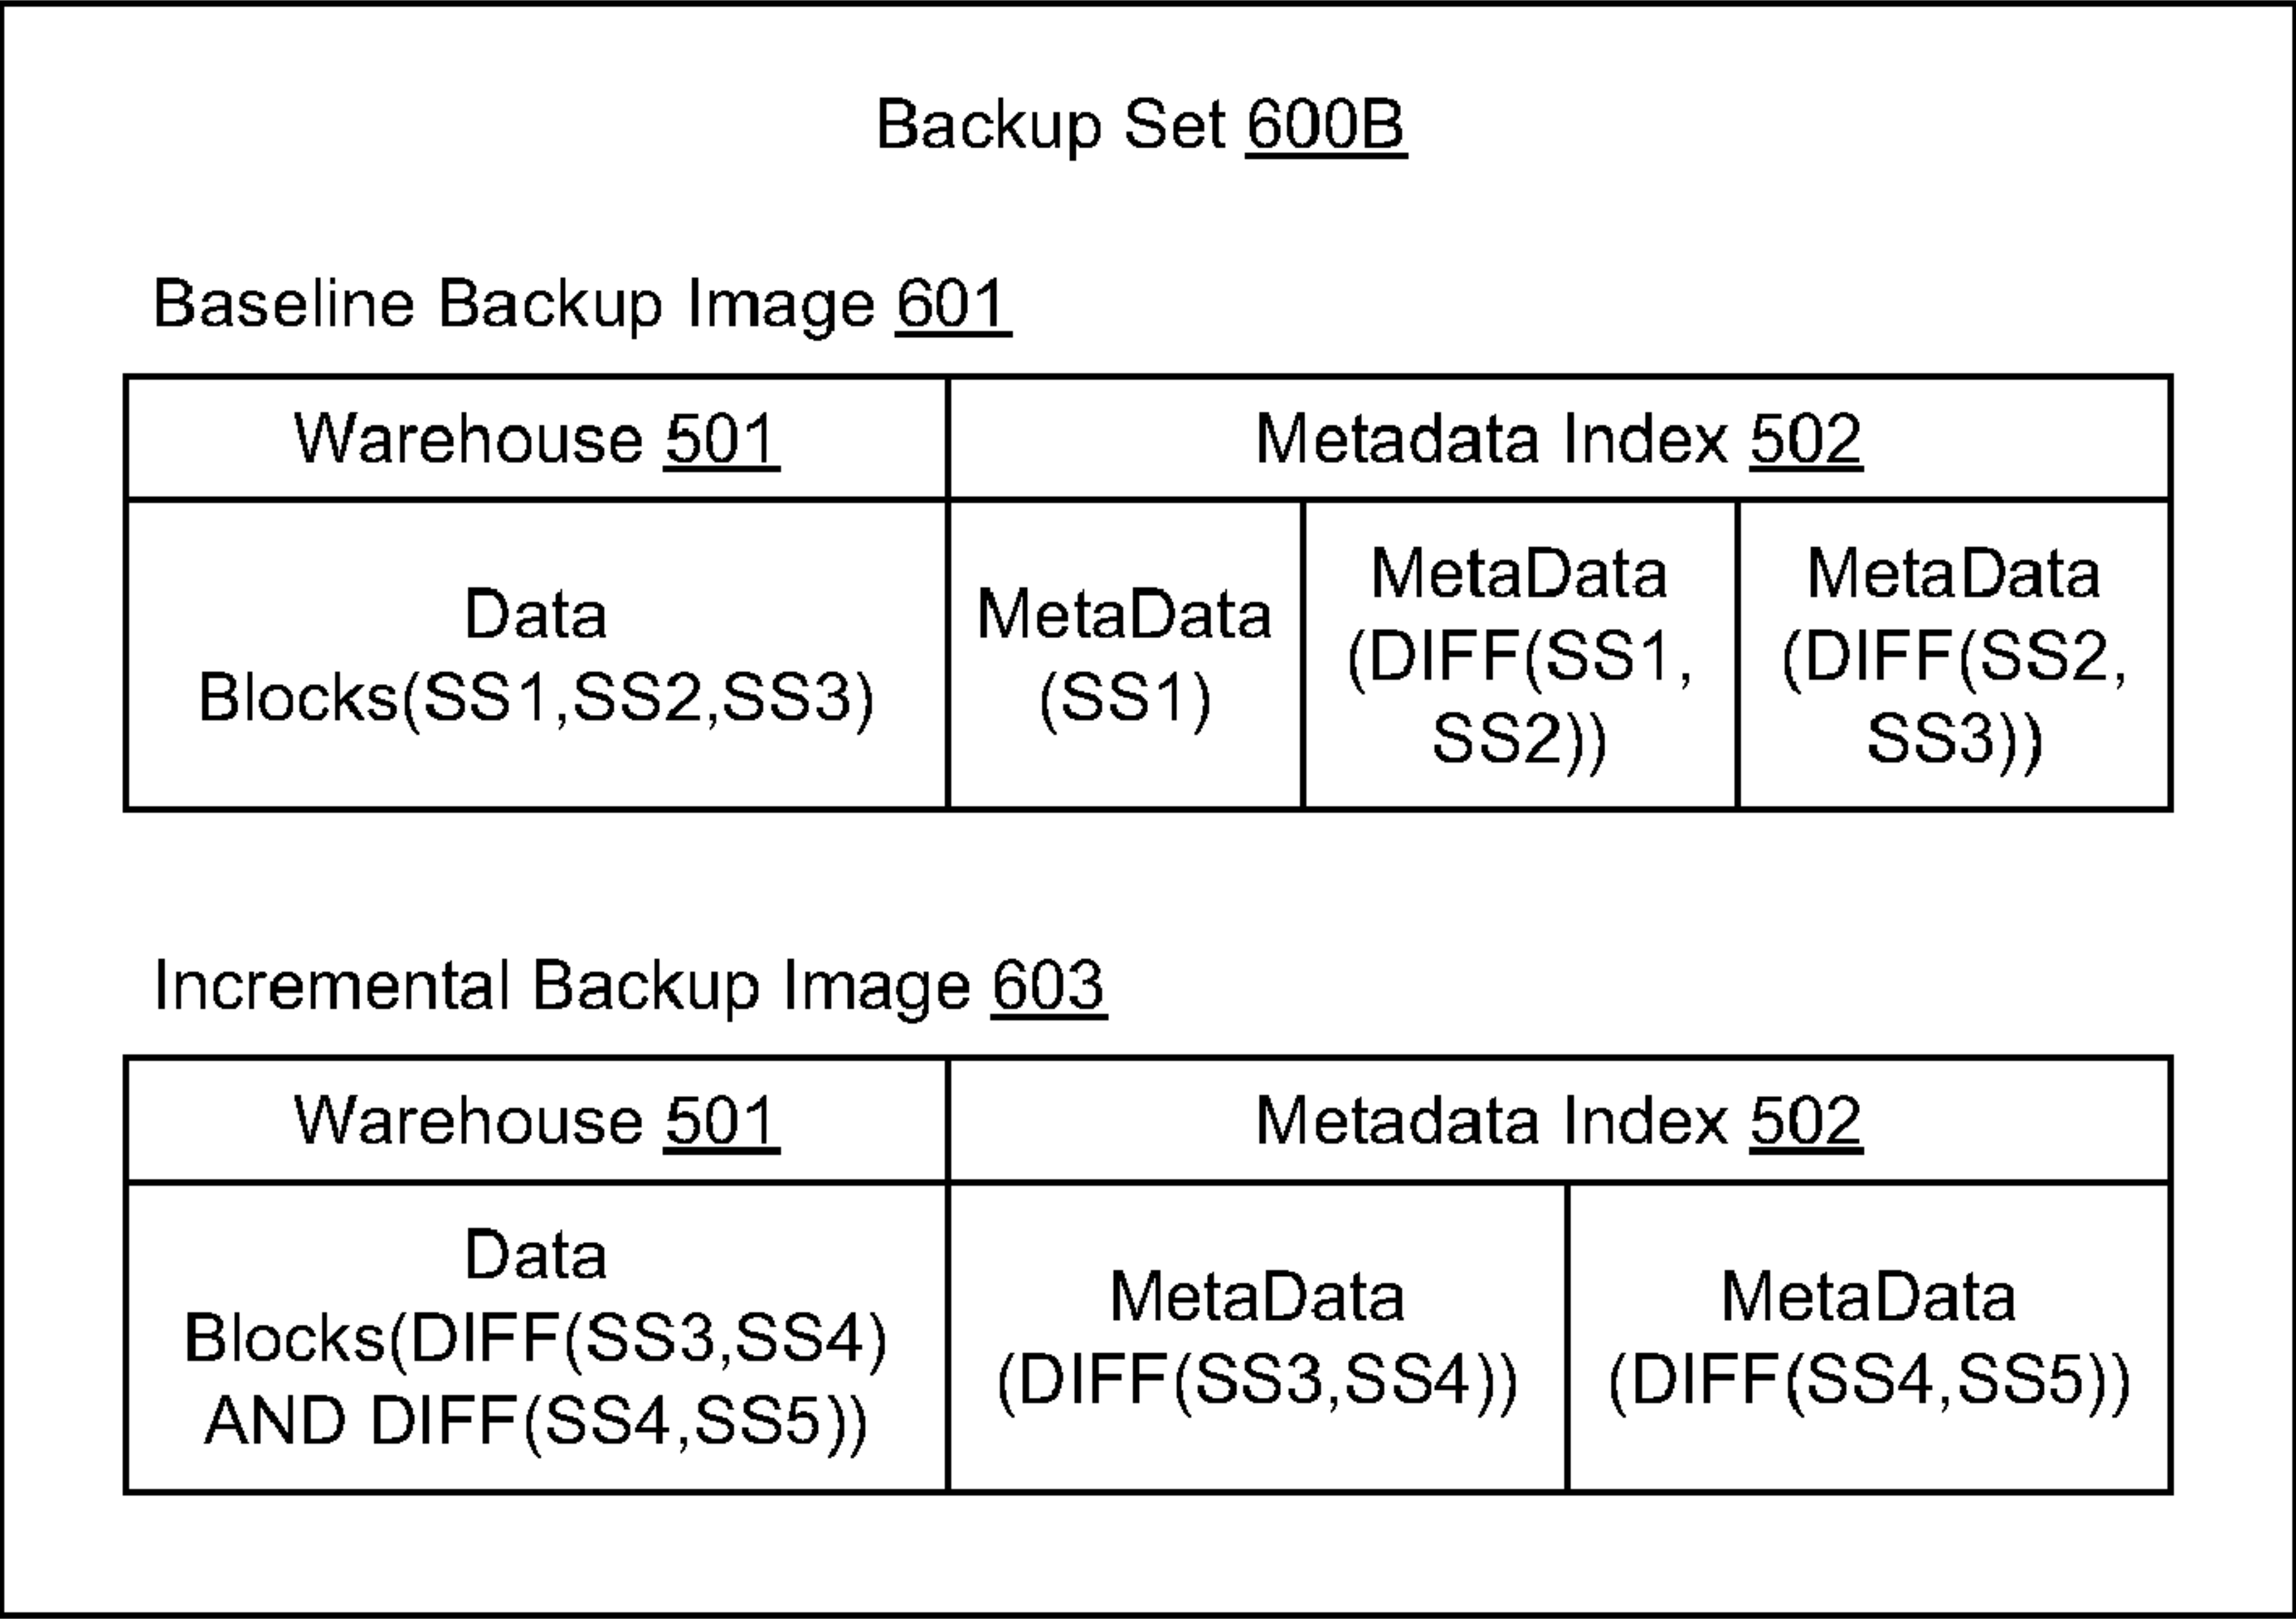 Backup Set 600B
Baseline Backup Image 601
Warehouse 501
Metadata Index 502
Data
Blocks(SS1,SS2,SS3)
MetaData
(SS1)
MetaData
(DIFF(SS1,
SS2))
MetaData
(DIFF(SS2,
SS3))
Incremental Backup Image 603
Warehouse 501
Metadata Index 502
Data
Blocks(DIFF(SS3,SS4)
AND DIFF(SS4,SS5))
MetaData
(DIFF(SS3,SS4))
MetaData
(DIFF(SS4,SS5))